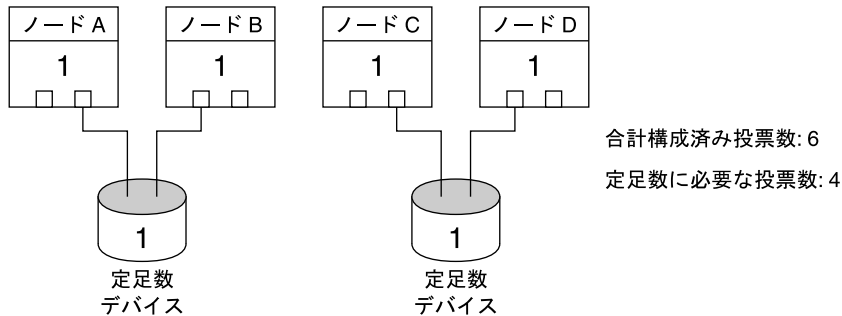 ノード A
ノード B
ノード C
ノード D
1
1
1
1
合計構成済み投票数: 6
定足数に必要な投票数: 4
1
1
定足数
デバイス
定足数
デバイス